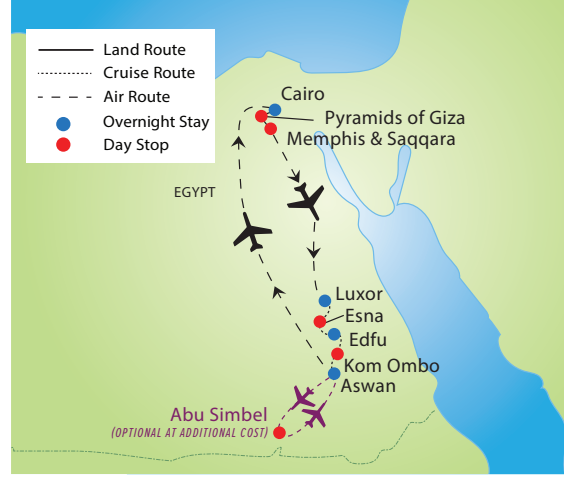 Land Route
Cruise Route
Air Route
Overnight Stay
Day Stop
Cairo
Pyramids of Giza
Memphis & Saqqara
EGYPT
Luxor
Esna
Edfu
Kom Ombo
Aswan
Abu Simbel
(OPTIONAL AT ADDITIONAL COST)